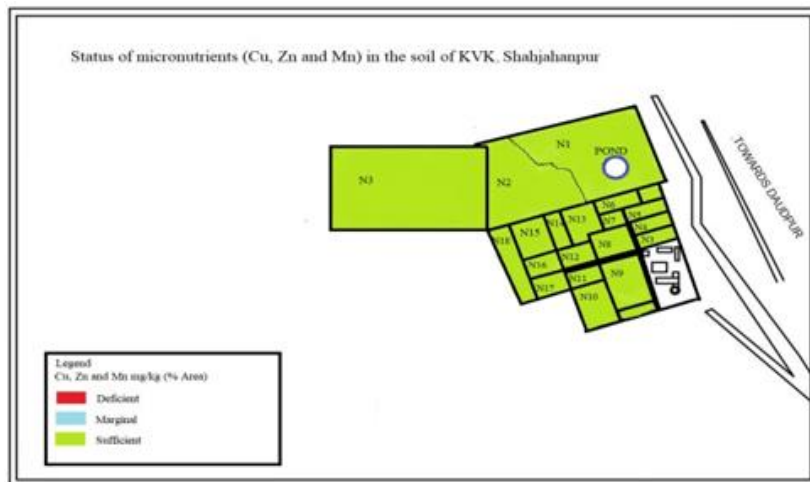 Status of micronutrients (Cu, Zn and Mn) in the soil of KVK, Shahjahanpur
N1
POND
TOWARDS DAUDPUR
N3
N2
N6
N13
N14
N7
N5
N15
N4
N18
N8
N3
N12
N16
N11
N9
N17
N10
Legend
Cu, Zn and Mn mg/kg (% Area)
Deficient
Marginal
Sufficient